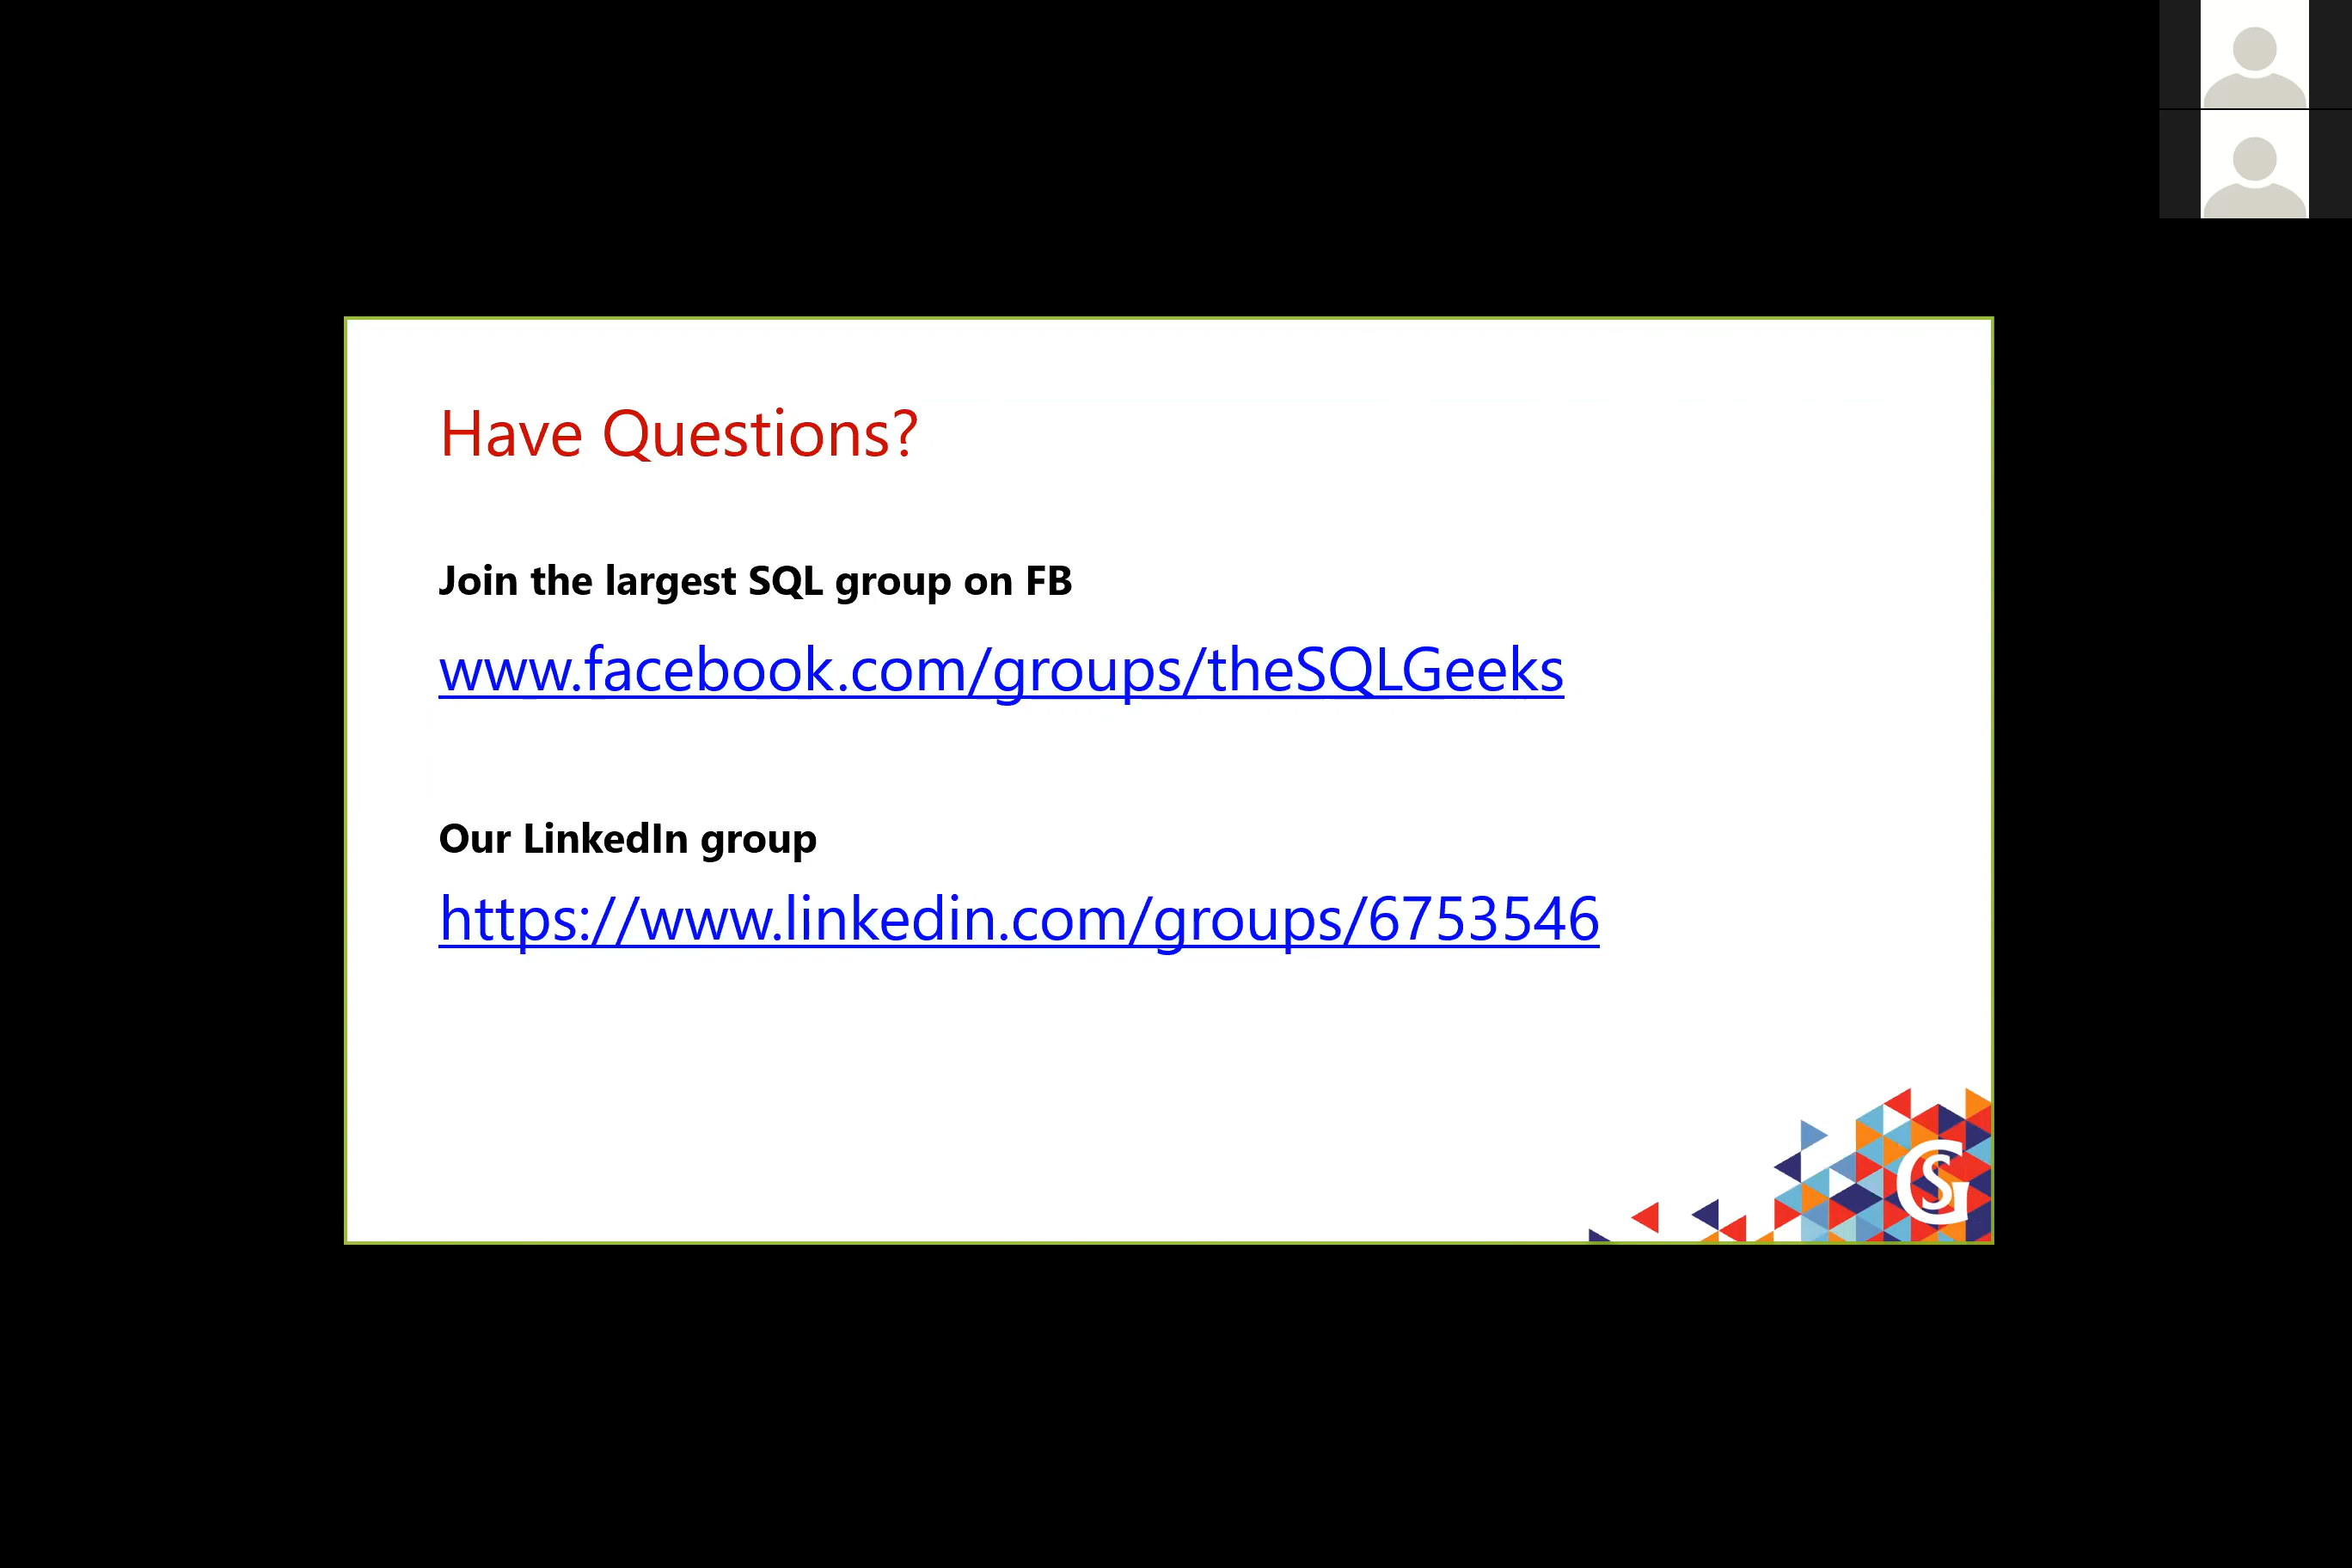 Have Questions?
Join the largest SQL group on FB
www.facebook.com/groups/theSQLGeeks
Our LinkedIn group
https://www.linkedin.com/groups/6753546
GS